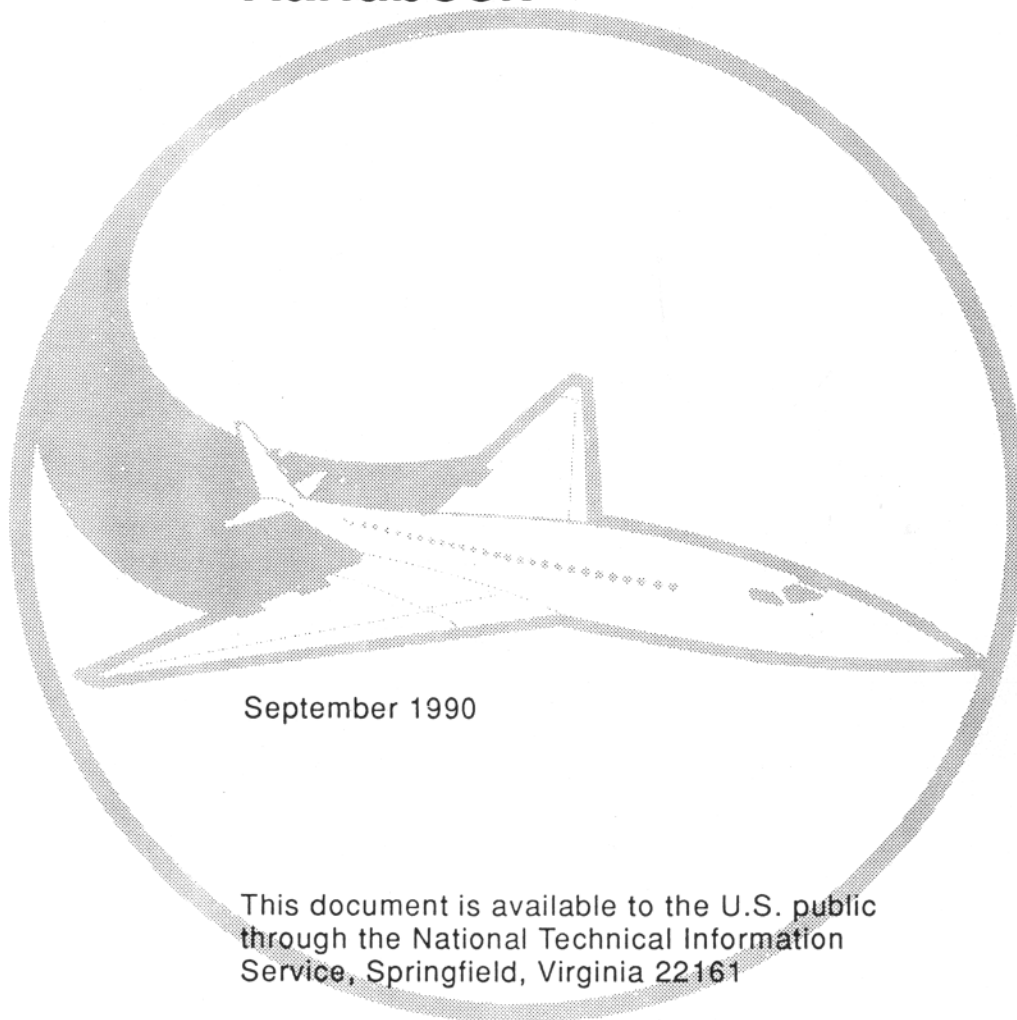 September 1990
This document is available to the U.S. public
through the National Technical Information
Service, Springfield, Virginia 22161